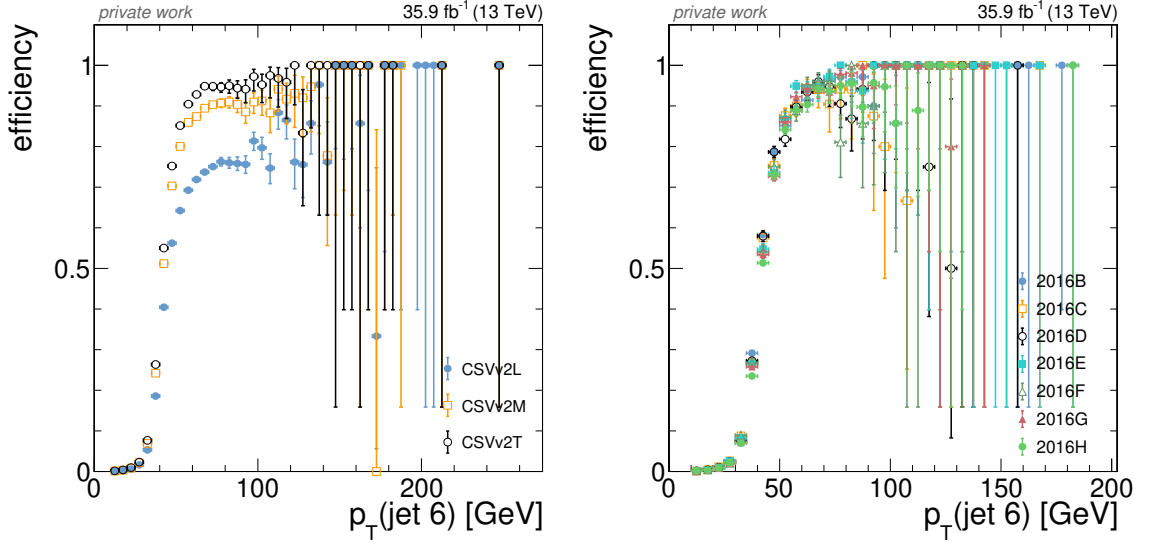 private work 35.9 fb⁻¹ (13 TeV)
efficiency
1
0.5
0
CSVv2L
CSVv2M
CSVv2T
0 100 200
p_T(jet 6) [GeV]
private work 35.9 fb⁻¹ (13 TeV)
efficiency
1
0.5
0
2016B
2016C
2016D
2016E
2016F
2016G
2016H
0 50 100 150 200
p_T(jet 6) [GeV]